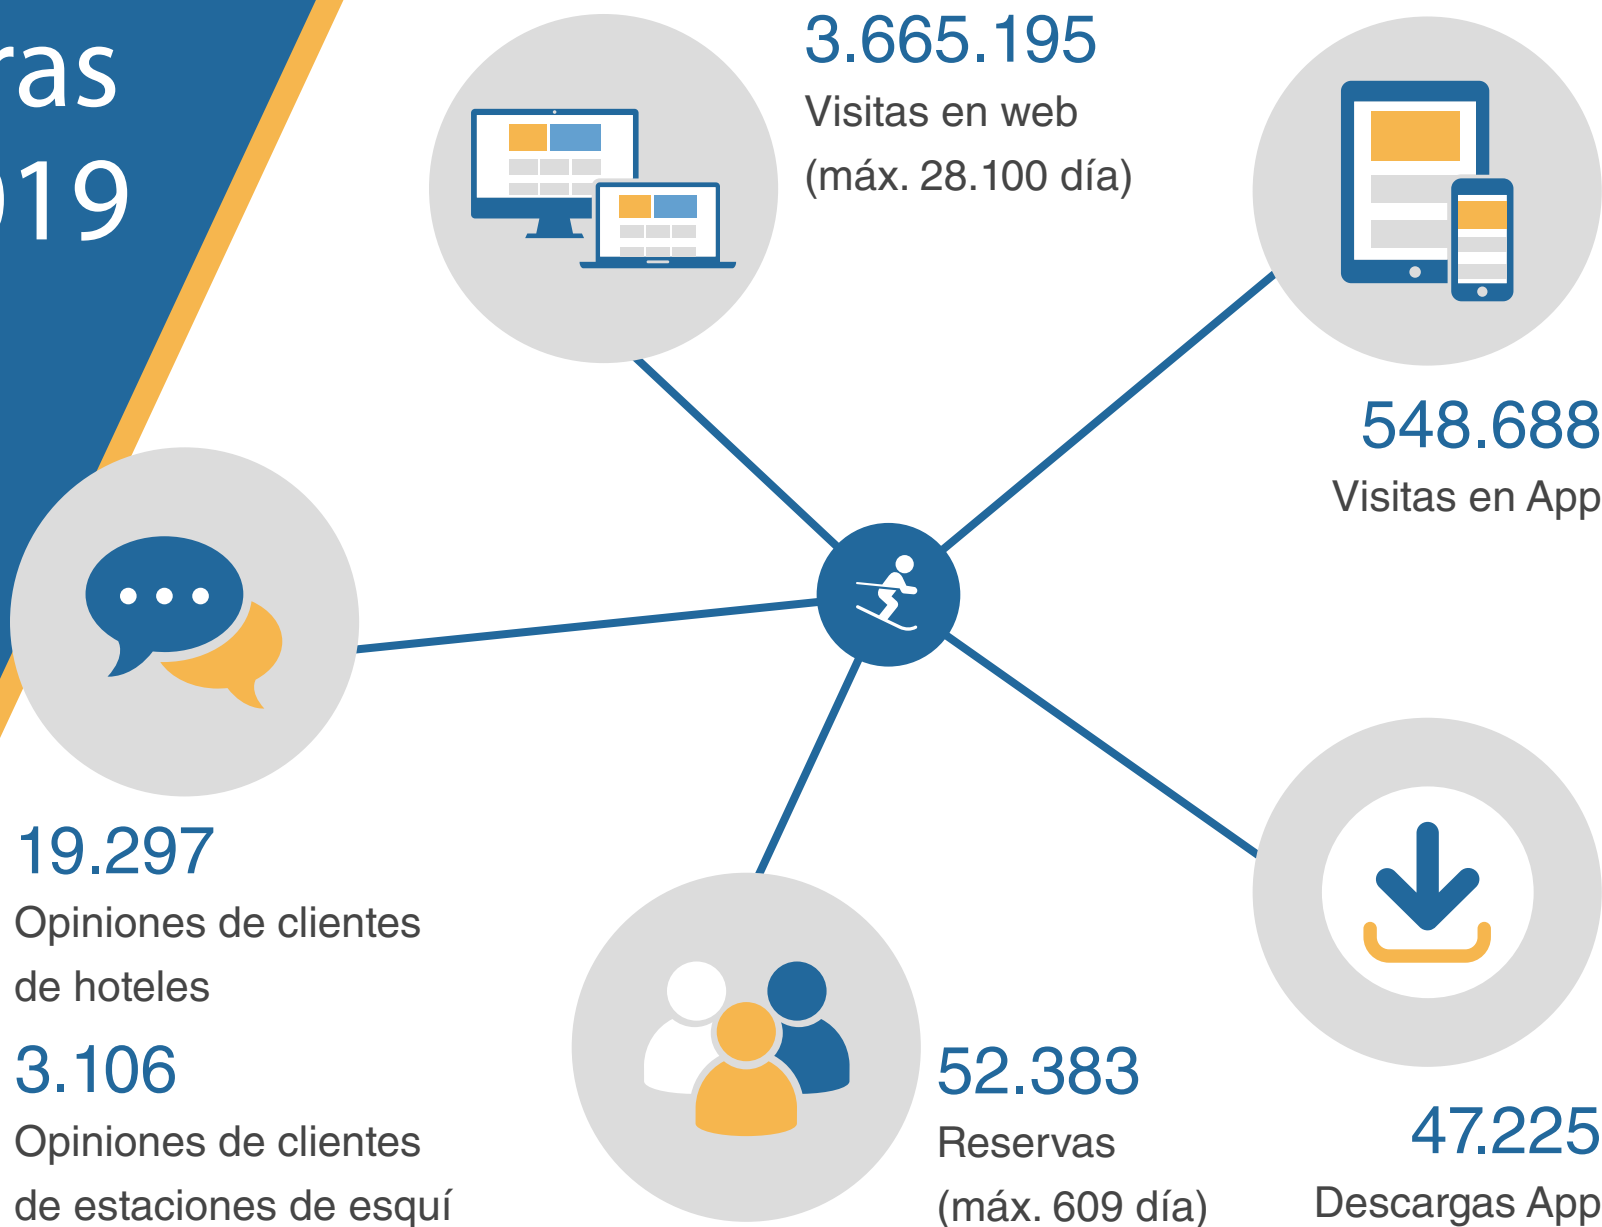 3.665.195
Visitas en web
(máx. 28.100 día)
548.688
Visitas en App
19.297
Opiniones de clientes
de hoteles
3.106
Opiniones de clientes
de estaciones de esquí
52.383
Reservas
(máx. 609 día)
47.225
Descargas App